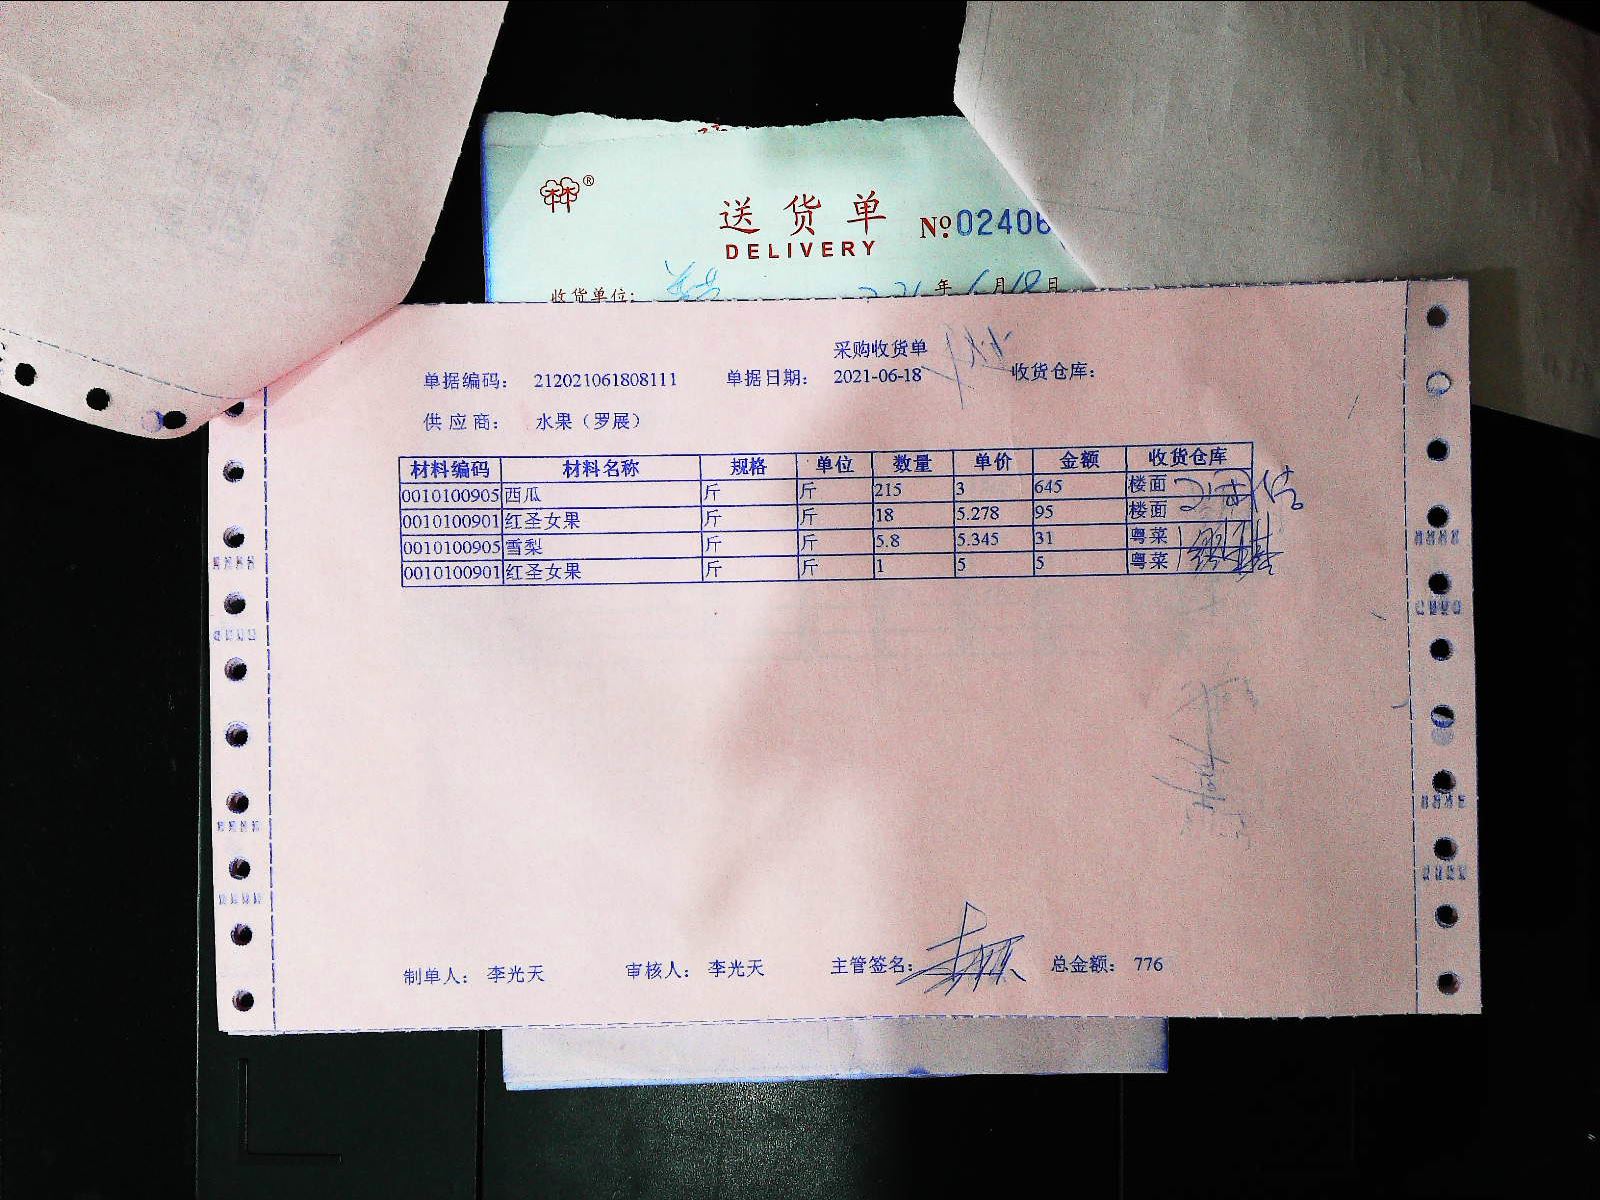 ®
送货单
DELIVERY
№02406
收货单位:
年6月18日
采购收货单
单据编码: 212021061808111 单据日期: 2021-06-18 收货仓库:
供应商: 水果（罗展）
材料编码 材料名称 规格 单位 数量 单价 金额 收货仓库
0010100905 西瓜 斤 斤 215 3 645 楼面
0010100901 红圣女果 斤 斤 18 5.278 95 楼面
0010100905 雪梨 斤 斤 5.8 5.345 31 粤菜
0010100901 红圣女果 斤 斤 1 5 5 粤菜
制单人: 李光天 审核人: 李光天 主管签名: 总金额: 776